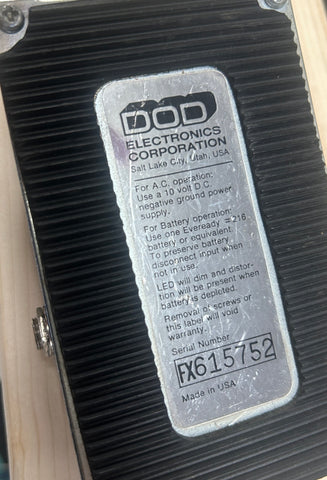 DOD
ELECTRONICS
CORPORATION
Salt Lake City, Utah, USA
For A.C. operation:
Use a 10 volt D.C.
negative ground power
supply.
For Battery operation:
Use one Eveready #216
battery or equivalent.
To preserve battery
disconnect input when
not in use.
LED will dim and distor-
tion will be present when
battery is depleted.
Removal of screws or
this label will void
warranty.
Serial Number
FX615752
Made in USA